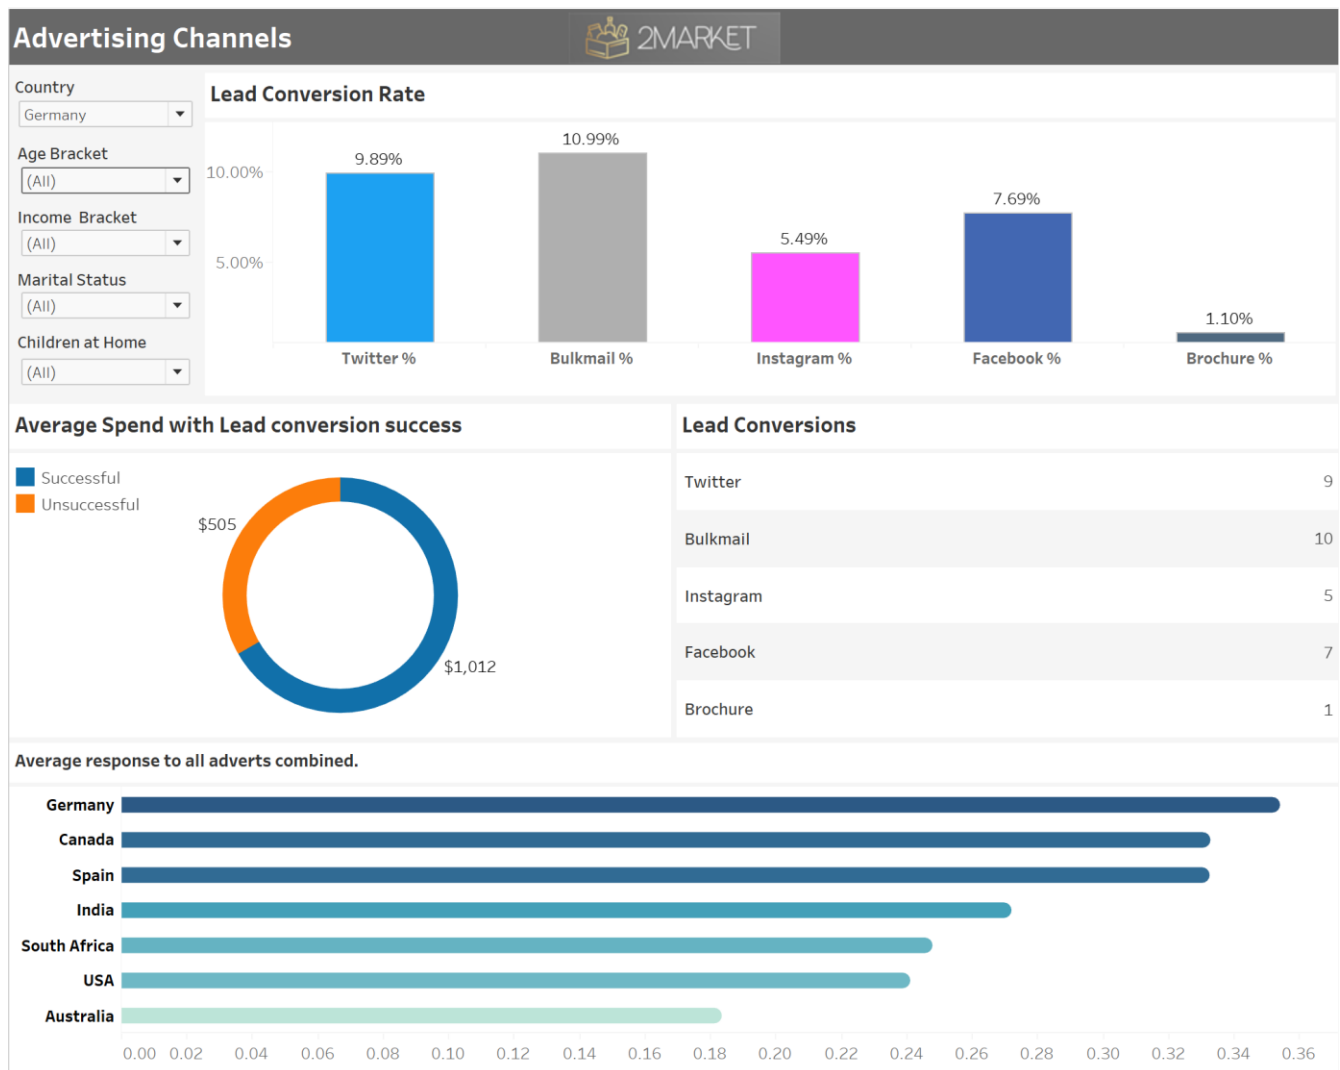 Advertising Channels
2MARKET
Country
Germany
Age Bracket
(All)
Income Bracket
(All)
Marital Status
(All)
Children at Home
(All)
Lead Conversion Rate
10.00%
5.00%
9.89%
10.99%
5.49%
7.69%
1.10%
Twitter %
Bulkmail %
Instagram %
Facebook %
Brochure %
Average Spend with Lead conversion success
Successful
Unsuccessful
$505
$1,012
Lead Conversions
Twitter 9
Bulkmail 10
Instagram 5
Facebook 7
Brochure 1
Average response to all adverts combined.
Germany
Canada
Spain
India
South Africa
USA
Australia
0.00 0.02 0.04 0.06 0.08 0.10 0.12 0.14 0.16 0.18 0.20 0.22 0.24 0.26 0.28 0.30 0.32 0.34 0.36